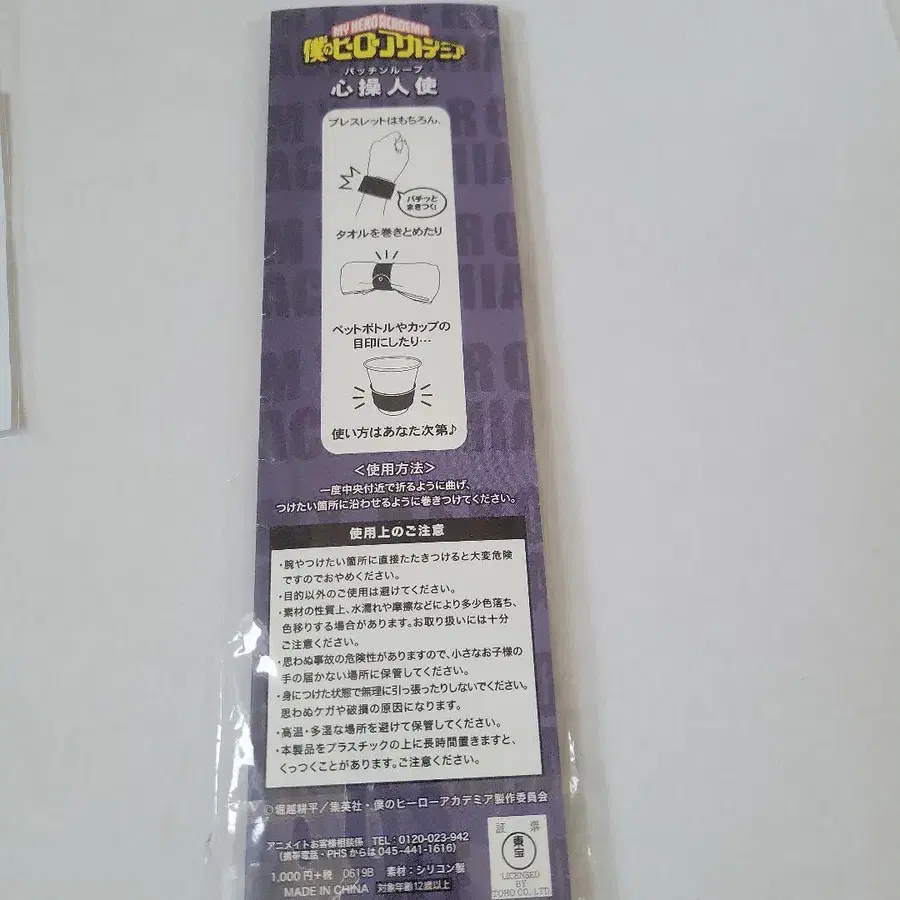 MY HERO ACADEMIA
僕のヒーローアカデミア
パッチンループ
心操人使
ブレスレットはもちろん、
パチッと
まきつく!
タオルを巻きとめたり
ペットボトルやカップの
目印にしたり…
使い方はあなた次第♪
＜使用方法＞
一度中央付近で折るように曲げ、
つけたい箇所に沿わせるように巻きつけてください。
使用上のご注意
・腕やつけたい箇所に直接たたきつけると大変危険
ですのでおやめください。
・目的以外のご使用は避けてください。
・素材の性質上、水濡れや摩擦などにより多少色落ち、
色移りする場合があります。お取り扱いには十分
ご注意ください。
・思わぬ事故の危険性がありますので、小さなお子様の
手の届かない場所に保管してください。
・身につけた状態で無理に引っ張ったりしないでください。
思わぬケガや破損の原因になります。
・高温・多湿な場所を避けて保管してください。
・本製品をプラスチックの上に長時間置きますと、
くっつくことがあります。ご注意ください。
©堀越耕平／集英社・僕のヒーローアカデミア製作委員会
アニメイトお客様相談係 TEL:0120-023-942
(携帯電話・PHSからは 045-441-1616)
1,000円+税 0619B 素材:シリコン製
MADE IN CHINA 対象年齢12歳以上
証 票
東宝
LICENSED
BY
TOHO CO., LTD.